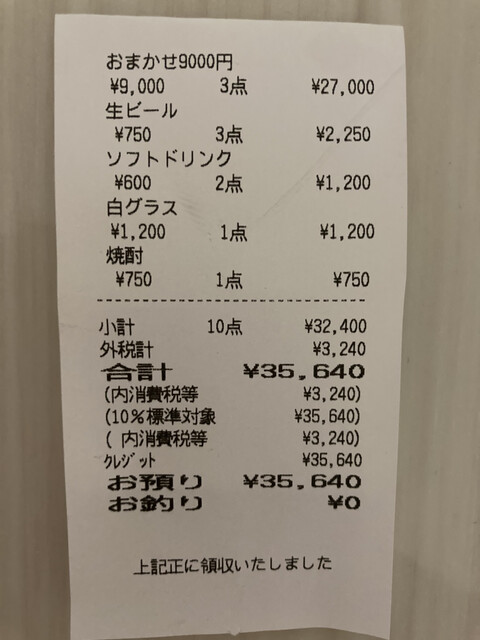 おまかせ9000円
¥9,000 3点 ¥27,000
生ビール
¥750 3点 ¥2,250
ソフトドリンク
¥600 2点 ¥1,200
白グラス
¥1,200 1点 ¥1,200
焼酎
¥750 1点 ¥750
小計 10点 ¥32,400
外税計 ¥3,240
合計 ¥35,640
(内消費税等 ¥3,240)
(10%標準対象 ¥35,640)
( 内消費税等 ¥3,240)
ｸﾚｼﾞｯﾄ ¥35,640
お預り ¥35,640
お釣り ¥0
上記正に領収いたしました